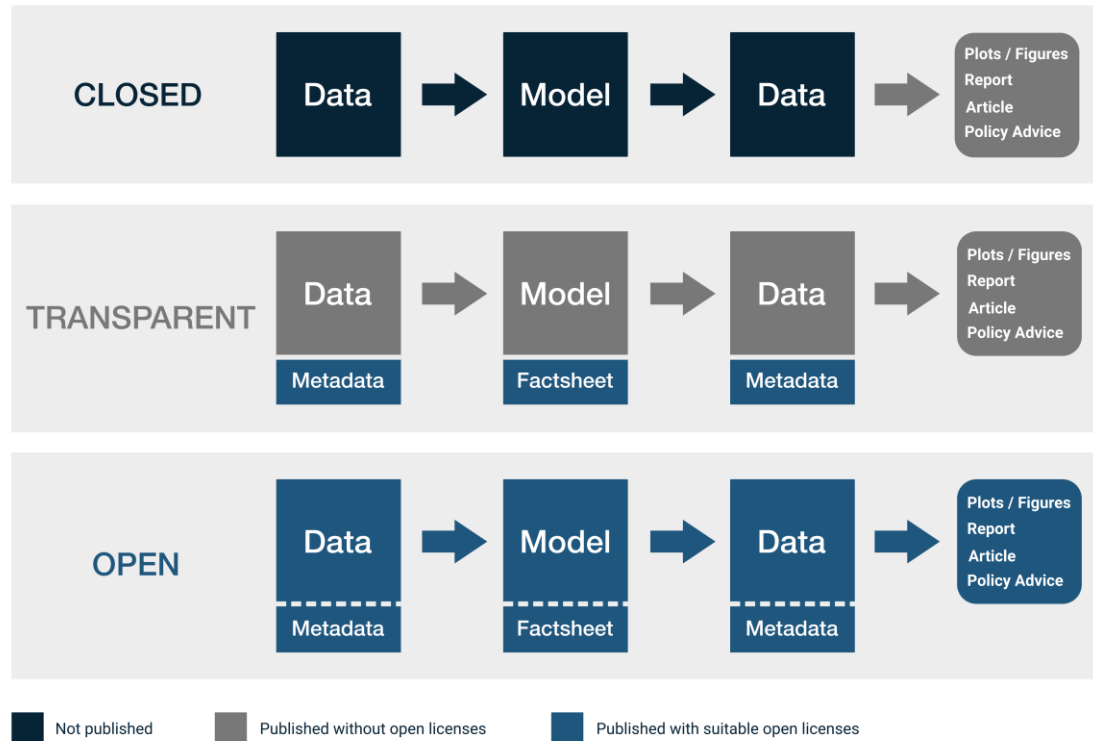 CLOSED
Data
Model
Data
Plots / Figures
Report
Article
Policy Advice
TRANSPARENT
Data
Model
Data
Metadata
Factsheet
Metadata
Plots / Figures
Report
Article
Policy Advice
OPEN
Data
Model
Data
Metadata
Factsheet
Metadata
Plots / Figures
Report
Article
Policy Advice
Not published
Published without open licenses
Published with suitable open licenses